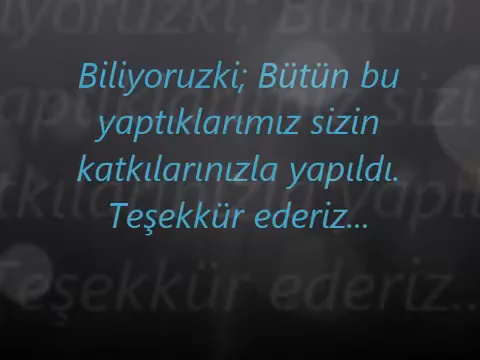 Biliyoruzki; Bütün bu
yaptıklarımız sizin
katkılarınızla yapıldı.
Teşekkür ederiz...